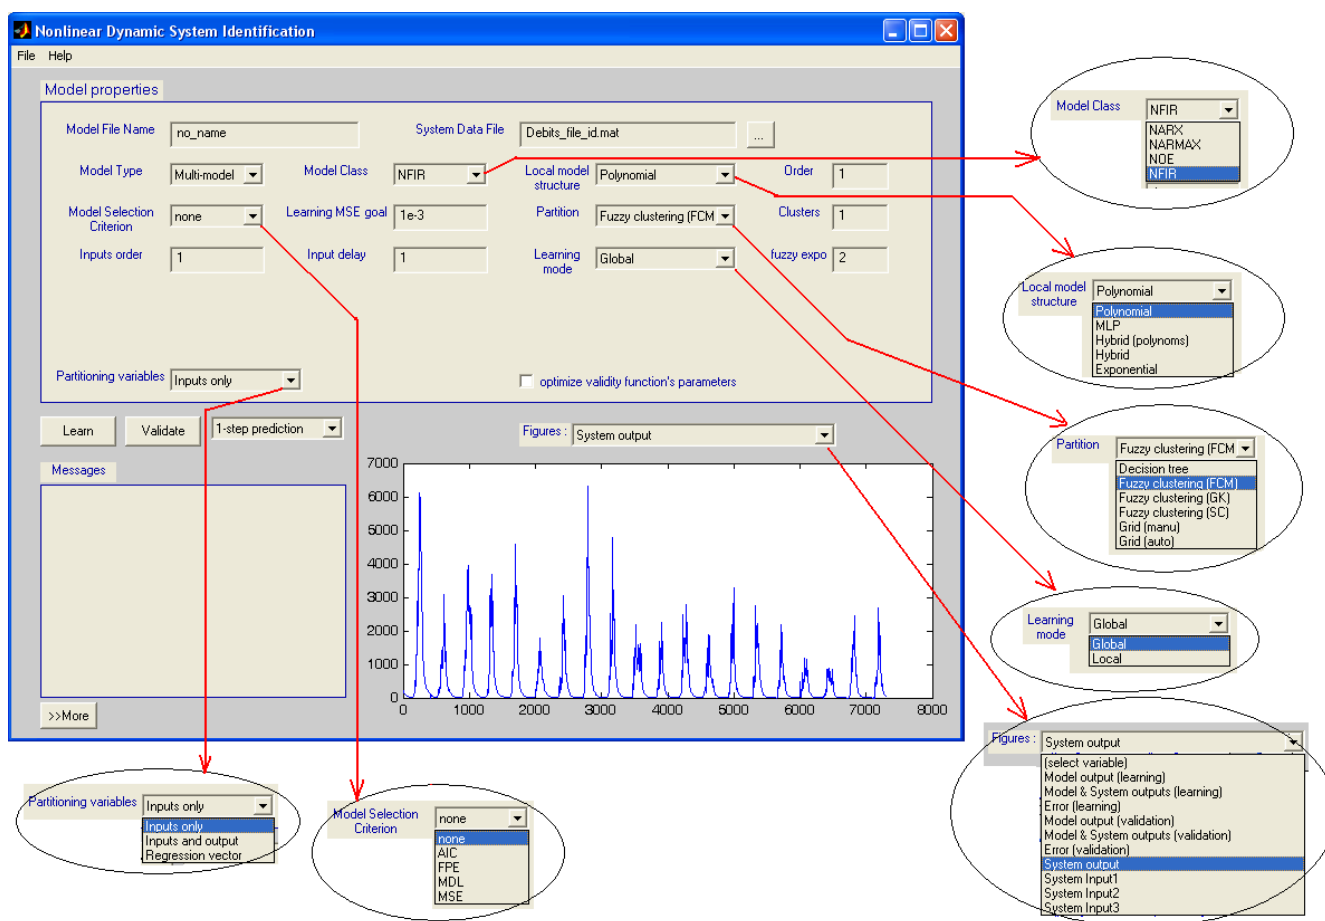 Nonlinear Dynamic System Identification
File Help
Model properties
Model File Name no_name System Data File Debits_file_id.mat ...
Model Type Multi-model Model Class NFIR Local model structure Polynomial Order 1
Model Selection Criterion none Learning MSE goal 1e-3 Partition Fuzzy clustering (FCM Clusters 1
Inputs order 1 Input delay 1 Learning mode Global fuzzy expo 2
Partitioning variables Inputs only optimize validity function's parameters
Learn Validate 1-step prediction Figures : System output
Messages
7000
6000
5000
4000
3000
2000
1000
0
0 1000 2000 3000 4000 5000 6000 7000 8000
>>More
Model Class NFIR
NARX
NARMAX
NOE
NFIR
Local model structure Polynomial
Polynomial
MLP
Hybrid (polynoms)
Hybrid
Exponential
Partition Fuzzy clustering (FCM
Decision tree
Fuzzy clustering (FCM)
Fuzzy clustering (GK)
Fuzzy clustering (SC)
Grid (manu)
Grid (auto)
Learning mode Global
Global
Local
Figures : System output
(select variable)
Model output (learning)
Model & System outputs (learning)
Error (learning)
Model output (validation)
Model & System outputs (validation)
Error (validation)
System output
System Input1
System Input2
System Input3
Partitioning variables Inputs only
Inputs only
Inputs and output
Regression vector
Model Selection Criterion none
none
AIC
FPE
MDL
MSE